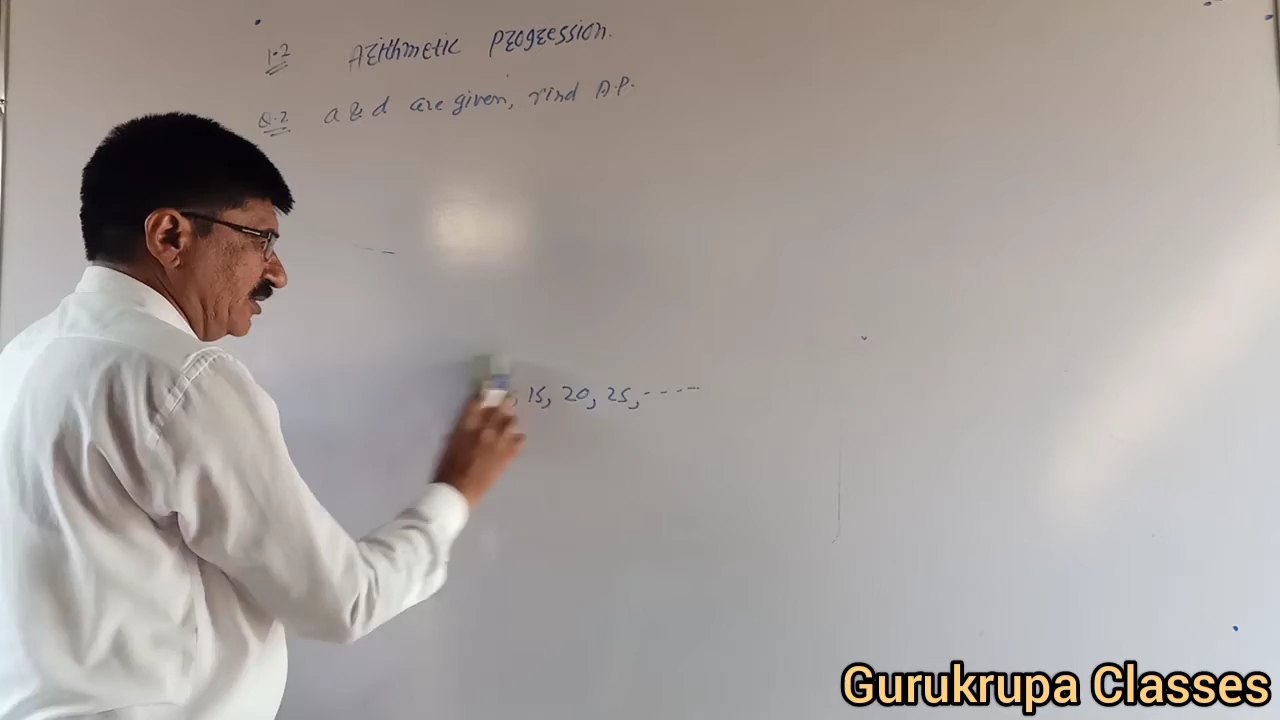 1.2 Arithmetic Progression.
Q.2 a & d are given, find A.P.
, 15, 20, 25, -----
Gurukrupa Classes